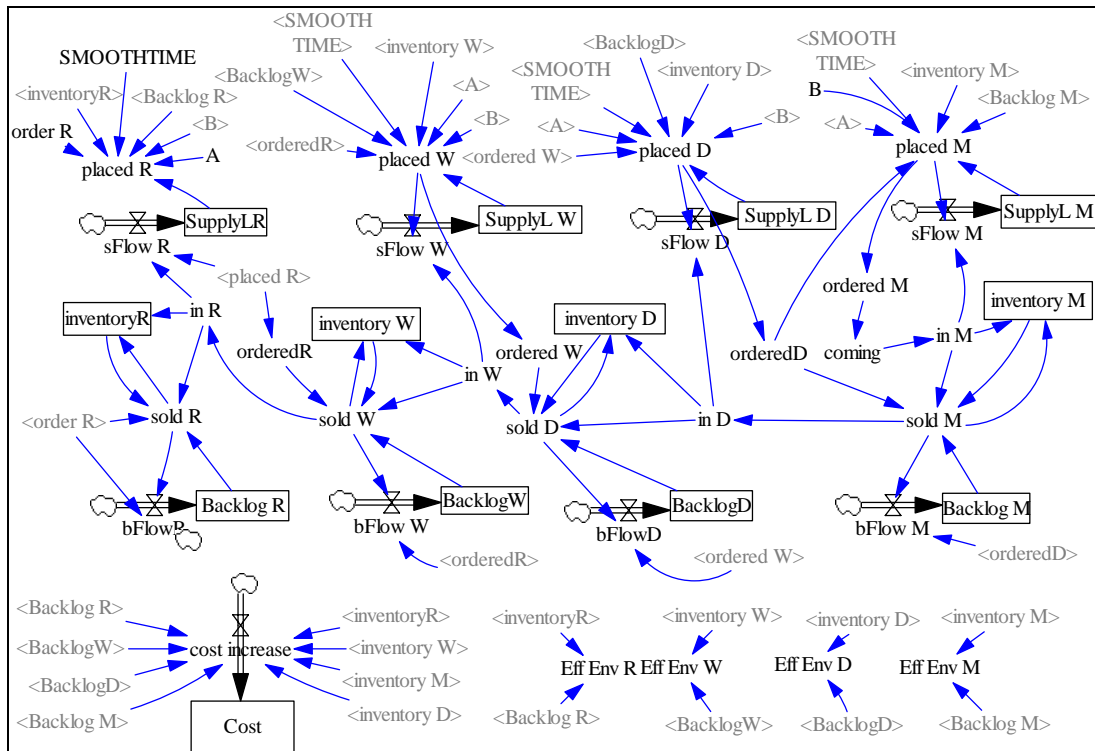 <SMOOTH
TIME>
SMOOTHTIME
<inventory W>
<BacklogD>
<SMOOTH
TIME>
<inventoryR>
<Backlog R>
<BacklogW>
<A>
<SMOOTH
TIME>
<inventory D>
B
<inventory M>
<Backlog M>
order R
<B>
<B>
<A>
<B>
<A>
A
<orderedR>
<ordered W>
placed R
placed W
placed D
placed M
SupplyLR
SupplyL W
SupplyL D
SupplyL M
sFlow R
sFlow W
sFlow D
sFlow M
<placed R>
ordered M
inventoryR
in R
inventory W
inventory D
inventory M
orderedR
ordered W
orderedD
coming
in M
in W
<order R>
sold R
sold W
sold D
in D
sold M
Backlog R
BacklogW
BacklogD
Backlog M
bFlowR
bFlow W
bFlowD
bFlow M
<orderedR>
<ordered W>
<orderedD>
<Backlog R>
<inventoryR>
<inventoryR>
<inventory W>
<inventory D>
<inventory M>
<BacklogW>
cost increase
<inventory W>
Eff Env R
Eff Env W
Eff Env D
Eff Env M
<BacklogD>
<inventory M>
<Backlog M>
<inventory D>
<Backlog R>
<BacklogW>
<BacklogD>
<Backlog M>
Cost